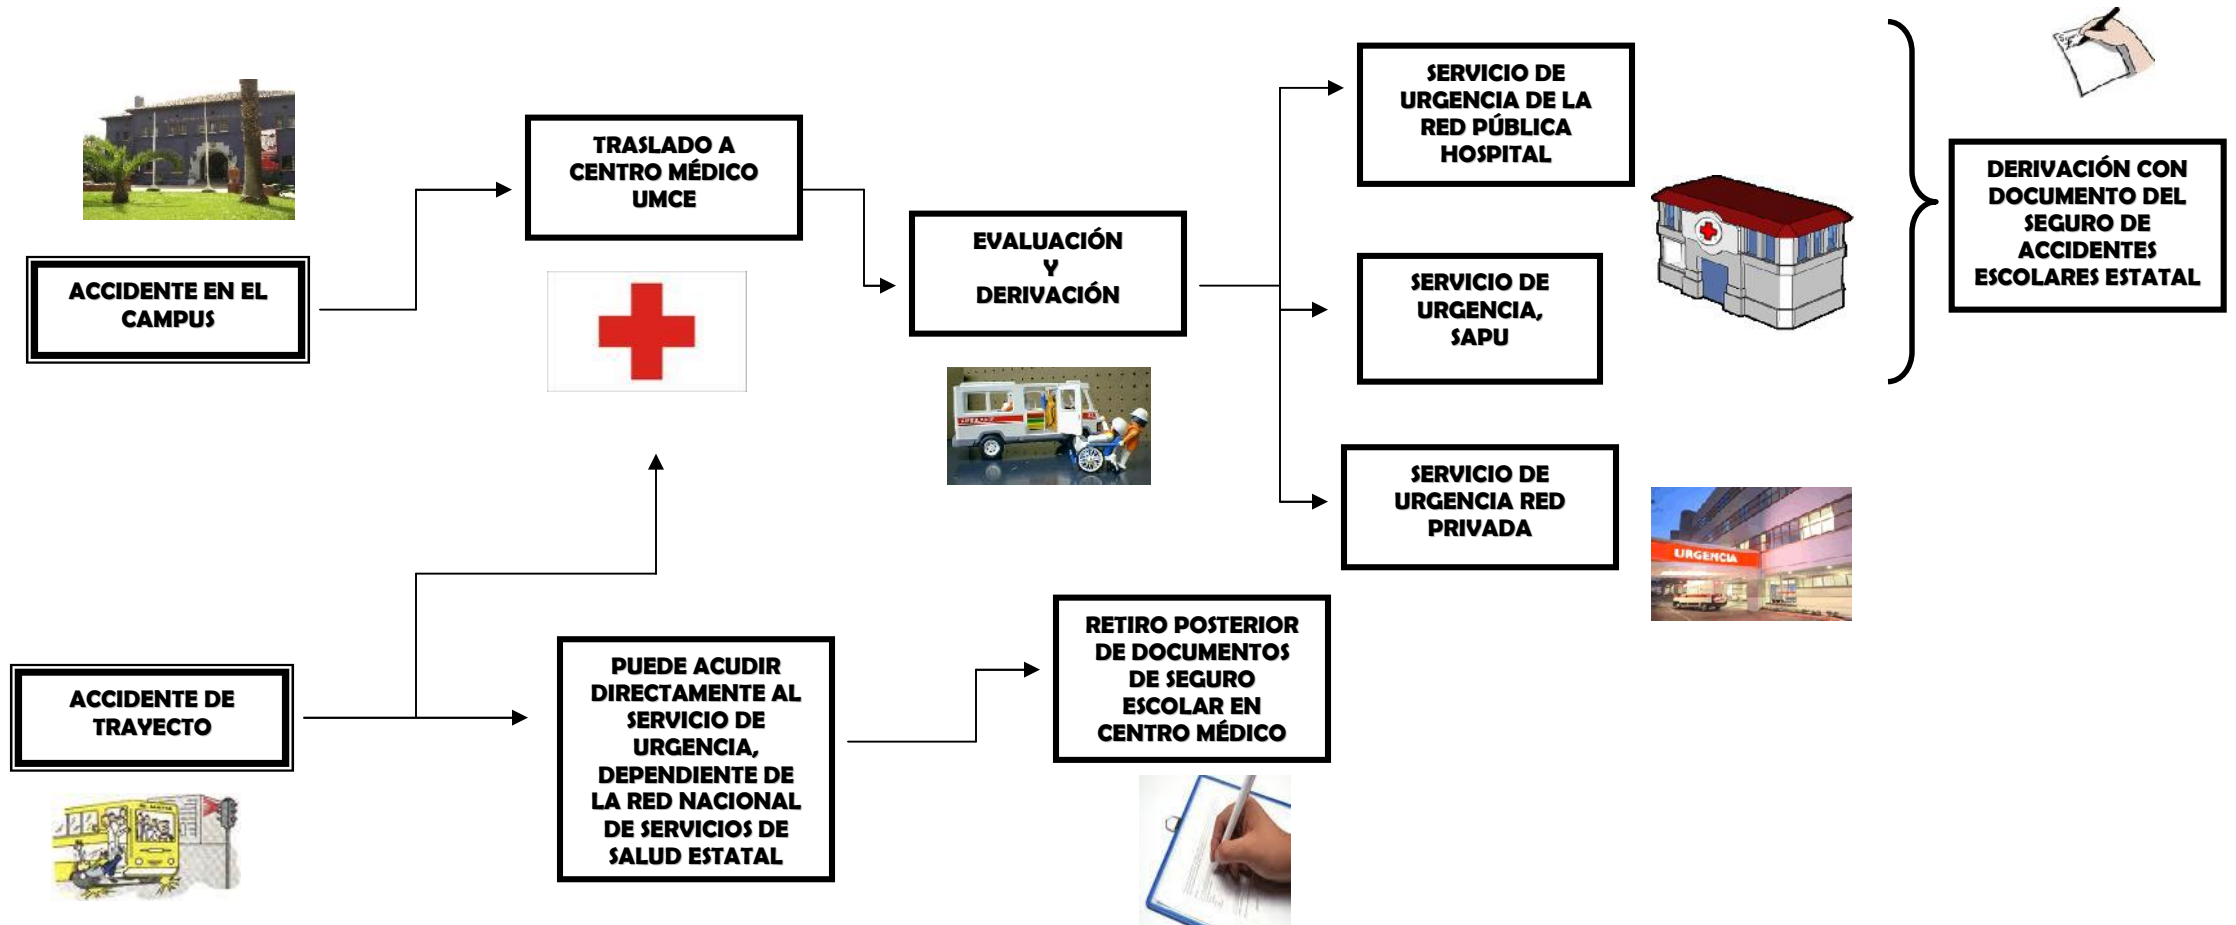 ACCIDENTE EN EL
CAMPUS
TRASLADO A
CENTRO MÉDICO
UMCE
EVALUACIÓN
Y
DERIVACIÓN
SERVICIO DE
URGENCIA DE LA
RED PÚBLICA
HOSPITAL
SERVICIO DE
URGENCIA,
SAPU
SERVICIO DE
URGENCIA RED
PRIVADA
URGENCIA
DERIVACIÓN CON
DOCUMENTO DEL
SEGURO DE
ACCIDENTES
ESCOLARES ESTATAL
ACCIDENTE DE
TRAYECTO
PUEDE ACUDIR
DIRECTAMENTE AL
SERVICIO DE
URGENCIA,
DEPENDIENTE DE
LA RED NACIONAL
DE SERVICIOS DE
SALUD ESTATAL
RETIRO POSTERIOR
DE DOCUMENTOS
DE SEGURO
ESCOLAR EN
CENTRO MÉDICO